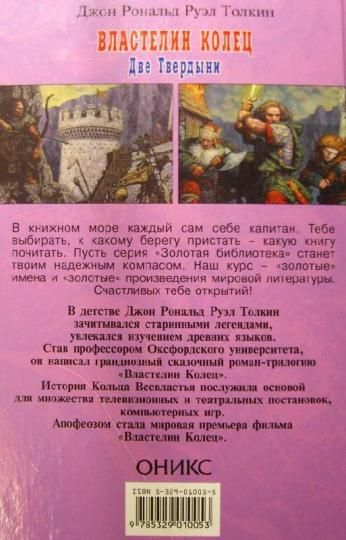 Джон Рональд Руэл Толкин
ВЛАСТЕЛИН КОЛЕЦ
Две Твердыни
В книжном море каждый сам себе капитан. Тебе
выбирать, к какому берегу пристать – какую книгу
почитать. Пусть серия «Золотая библиотека» станет
твоим надежным компасом. Наш курс – «золотые»
имена и «золотые» произведения мировой литературы.
Счастливых тебе открытий!
В детстве Джон Рональд Руэл Толкин
зачитывался старинными легендами,
увлекался изучением древних языков.
Став профессором Оксфордского университета,
он написал грандиозный сказочный роман-трилогию
«Властелин Колец».
История Кольца Всевластья послужила основой
для множества телевизионных и театральных постановок,
компьютерных игр.
Апофеозом стала мировая премьера фильма
«Властелин Колец».
ОНИКС
ISBN 5-329-01005-5
9 785329 010053